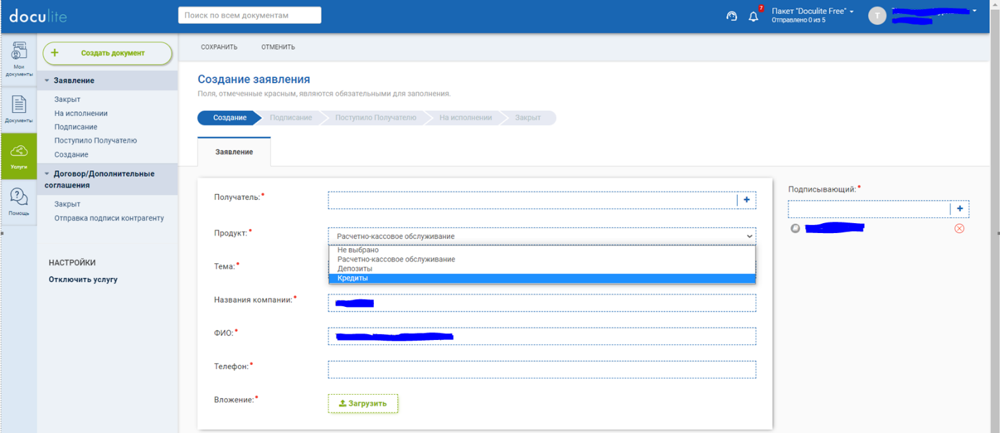 doculite
Поиск по всем документам
7
Пакет "Doculite Free"
Отправлено 0 из 5
T
Мои
документы
Документы
Услуги
Помощь
+ Создать документ
Заявление
Закрыт
На исполнении
Подписание
Поступило Получателю
Создание
Договор/Дополнительные
соглашения
Закрыт
Отправка подписи контрагенту
НАСТРОЙКИ
Отключить услугу
СОХРАНИТЬ ОТМЕНИТЬ
Создание заявления
Поля, отмеченные красным, являются обязательными для заполнения.
Создание Подписание Поступило Получателю На исполнении Закрыт
Заявление
Получатель:*
+
Продукт:*
Расчетно-кассовое обслуживание
Не выбрано
Расчетно-кассовое обслуживание
Депозиты
Кредиты
Тема:*
Названия компании:*
ФИО:*
Телефон:*
Вложение:*
Загрузить
Подписывающий:*
+